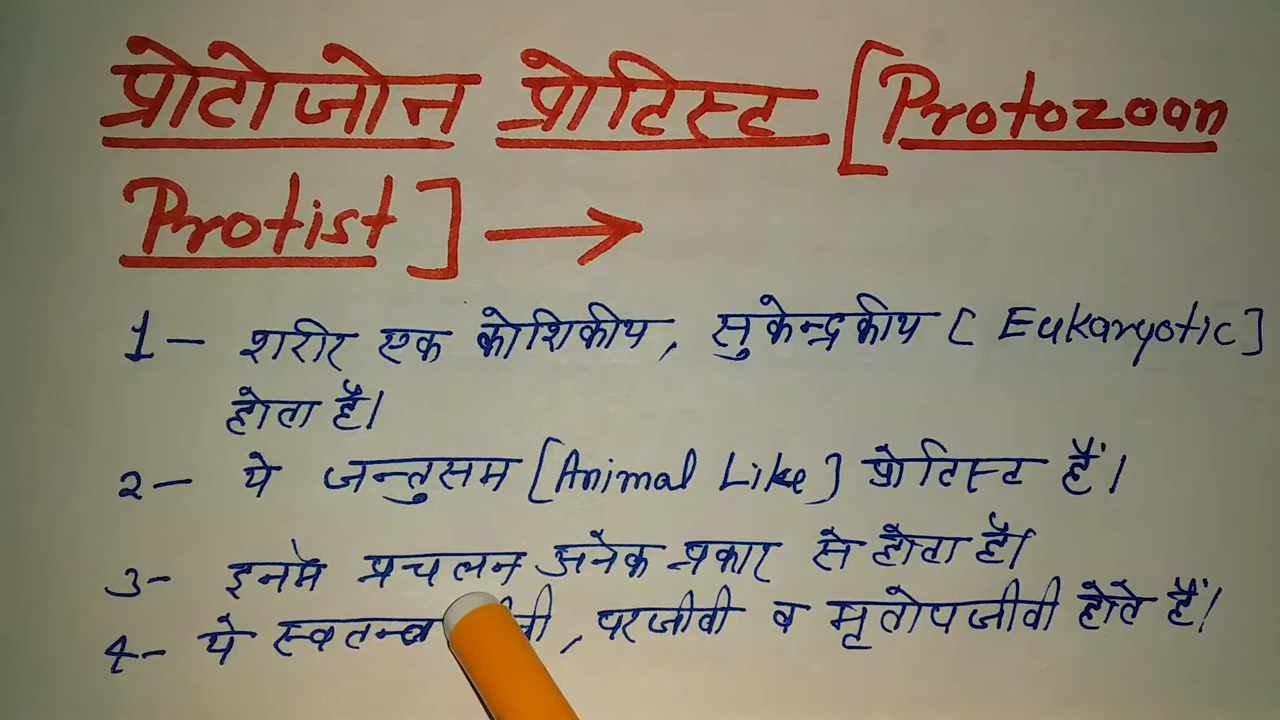 प्रोटोजोन प्रोटिस्ट [Protozoan
Protist] →
1- शरीर एक कोशिकीय, सुकेन्द्रकीय [Eukaryotic]
होता है।
2- ये जन्तुसम [Animal Like] प्रोटिस्ट हैं।
3- इनमे प्रचलन अनेक प्रकार से होता है।
4- ये , परजीवी व मृतोपजीवी होते हैं।